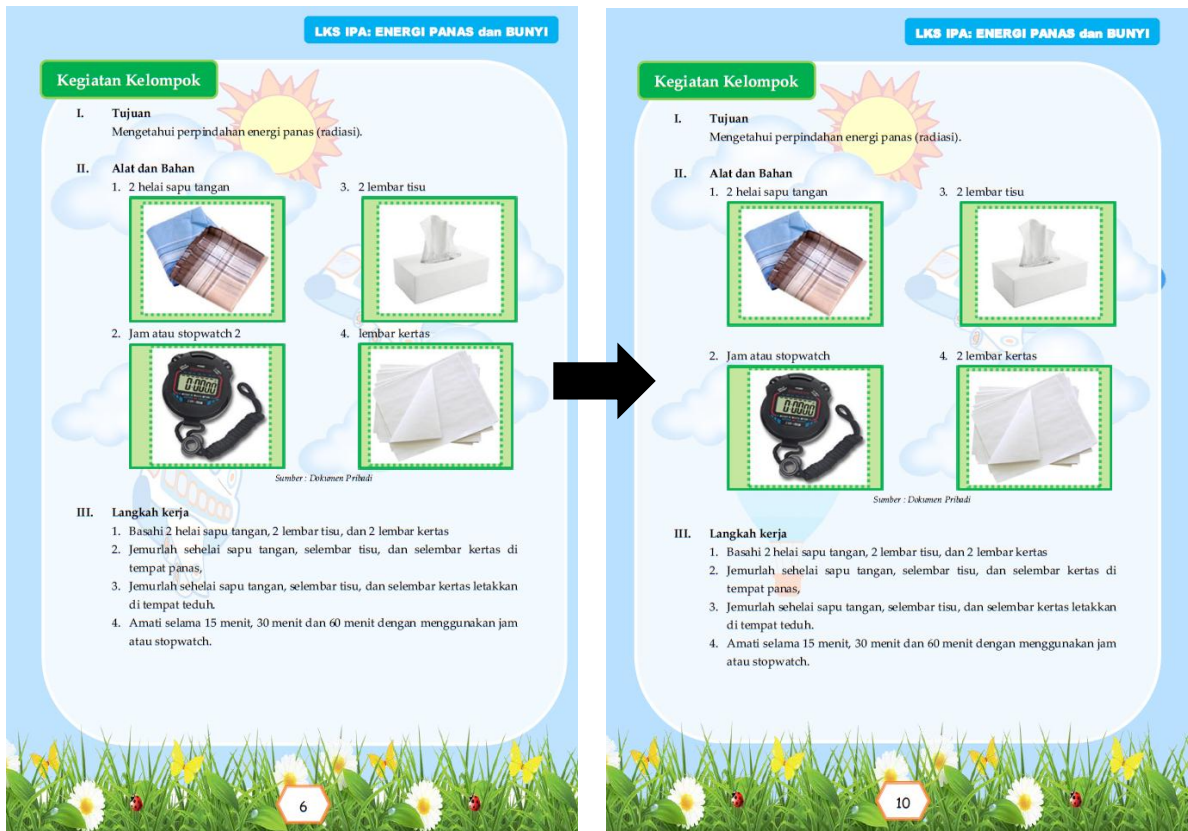 LKS IPA: ENERGI PANAS dan BUNYI
Kegiatan Kelompok
I. Tujuan
Mengetahui perpindahan energi panas (radiasi).
II. Alat dan Bahan
1. 2 helai sapu tangan
3. 2 lembar tisu
2. Jam atau stopwatch 2
4. lembar kertas
Sumber : Dokumen Pribadi
III. Langkah kerja
1. Basahi 2 helai sapu tangan, 2 lembar tisu, dan 2 lembar kertas
2. Jemurlah sehelai sapu tangan, selembar tisu, dan selembar kertas di
tempat panas,
3. Jemurlah sehelai sapu tangan, selembar tisu, dan selembar kertas letakkan
di tempat teduh.
4. Amati selama 15 menit, 30 menit dan 60 menit dengan menggunakan jam
atau stopwatch.
6
LKS IPA: ENERGI PANAS dan BUNYI
Kegiatan Kelompok
I. Tujuan
Mengetahui perpindahan energi panas (radiasi).
II. Alat dan Bahan
1. 2 helai sapu tangan
3. 2 lembar tisu
2. Jam atau stopwatch
4. 2 lembar kertas
Sumber : Dokumen Pribadi
III. Langkah kerja
1. Basahi 2 helai sapu tangan, 2 lembar tisu, dan 2 lembar kertas
2. Jemurlah sehelai sapu tangan, selembar tisu, dan selembar kertas di
tempat panas,
3. Jemurlah sehelai sapu tangan, selembar tisu, dan selembar kertas letakkan
di tempat teduh.
4. Amati selama 15 menit, 30 menit dan 60 menit dengan menggunakan jam
atau stopwatch.
10